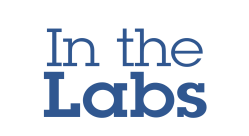 In the
Labs